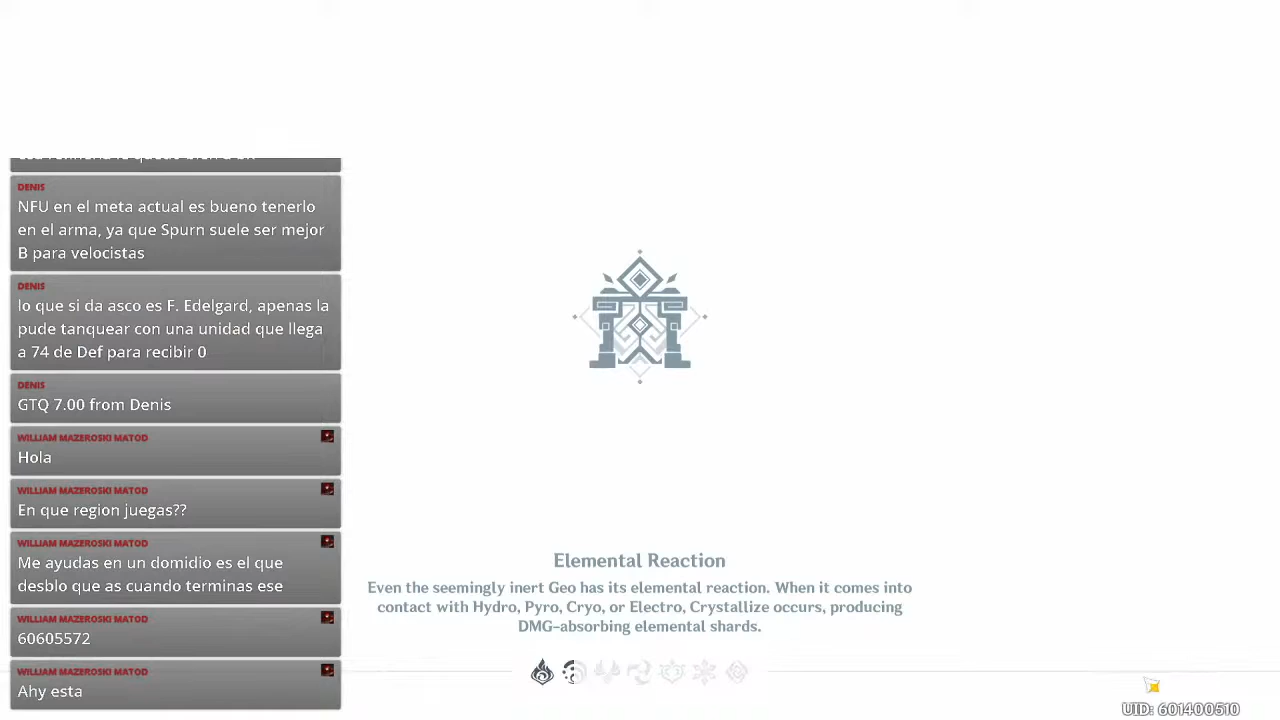 DENIS
NFU en el meta actual es bueno tenerlo
en el arma, ya que Spurn suele ser mejor
B para velocistas
DENIS
lo que si da asco es F. Edelgard, apenas la
pude tanquear con una unidad que llega
a 74 de Def para recibir 0
DENIS
GTQ 7.00 from Denis
WILLIAM MAZEROSKI MATOD
Hola
WILLIAM MAZEROSKI MATOD
En que region juegas??
WILLIAM MAZEROSKI MATOD
Me ayudas en un domidio es el que
desblo que as cuando terminas ese
WILLIAM MAZEROSKI MATOD
60605572
WILLIAM MAZEROSKI MATOD
Ahy esta
Elemental Reaction
Even the seemingly inert Geo has its elemental reaction. When it comes into
contact with Hydro, Pyro, Cryo, or Electro, Crystallize occurs, producing
DMG-absorbing elemental shards.
UID: 601400510